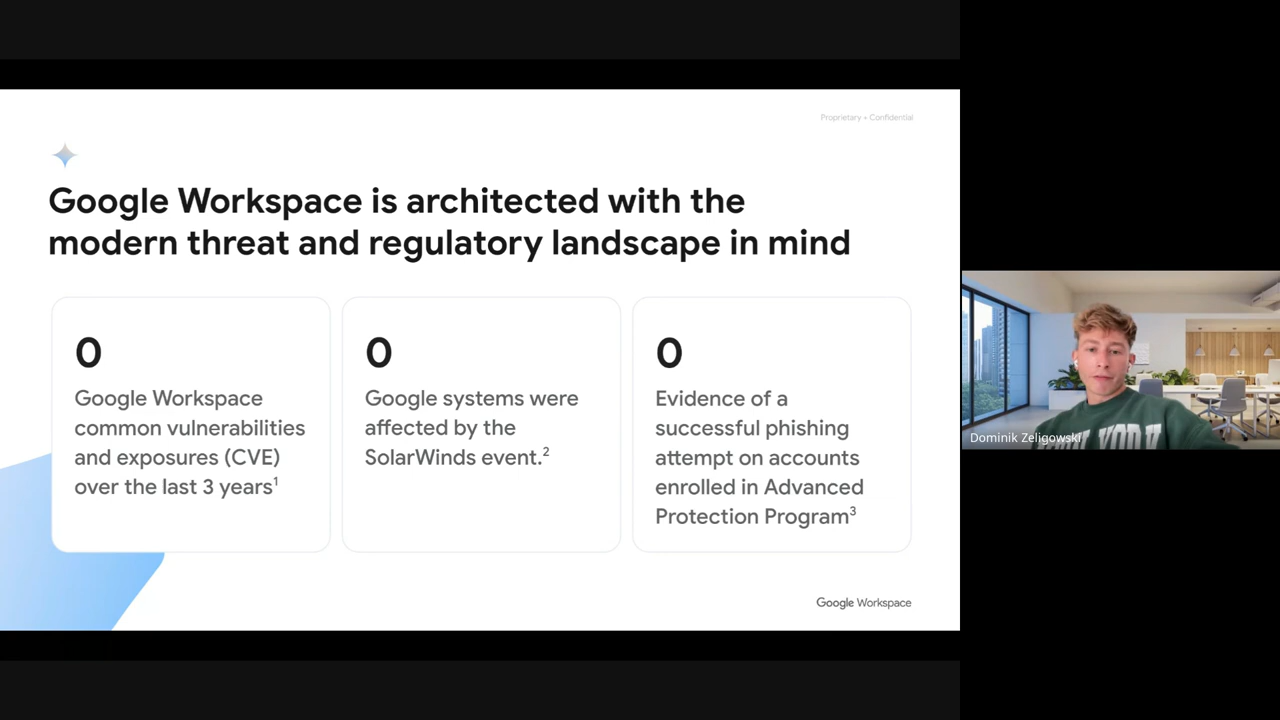 Proprietary + Confidential
Google Workspace is architected with the
modern threat and regulatory landscape in mind
0
Google Workspace
common vulnerabilities
and exposures (CVE)
over the last 3 years1
0
Google systems were
affected by the
SolarWinds event.2
0
Evidence of a
successful phishing
attempt on accounts
enrolled in Advanced
Protection Program3
Google Workspace
Dominik Zeligowski